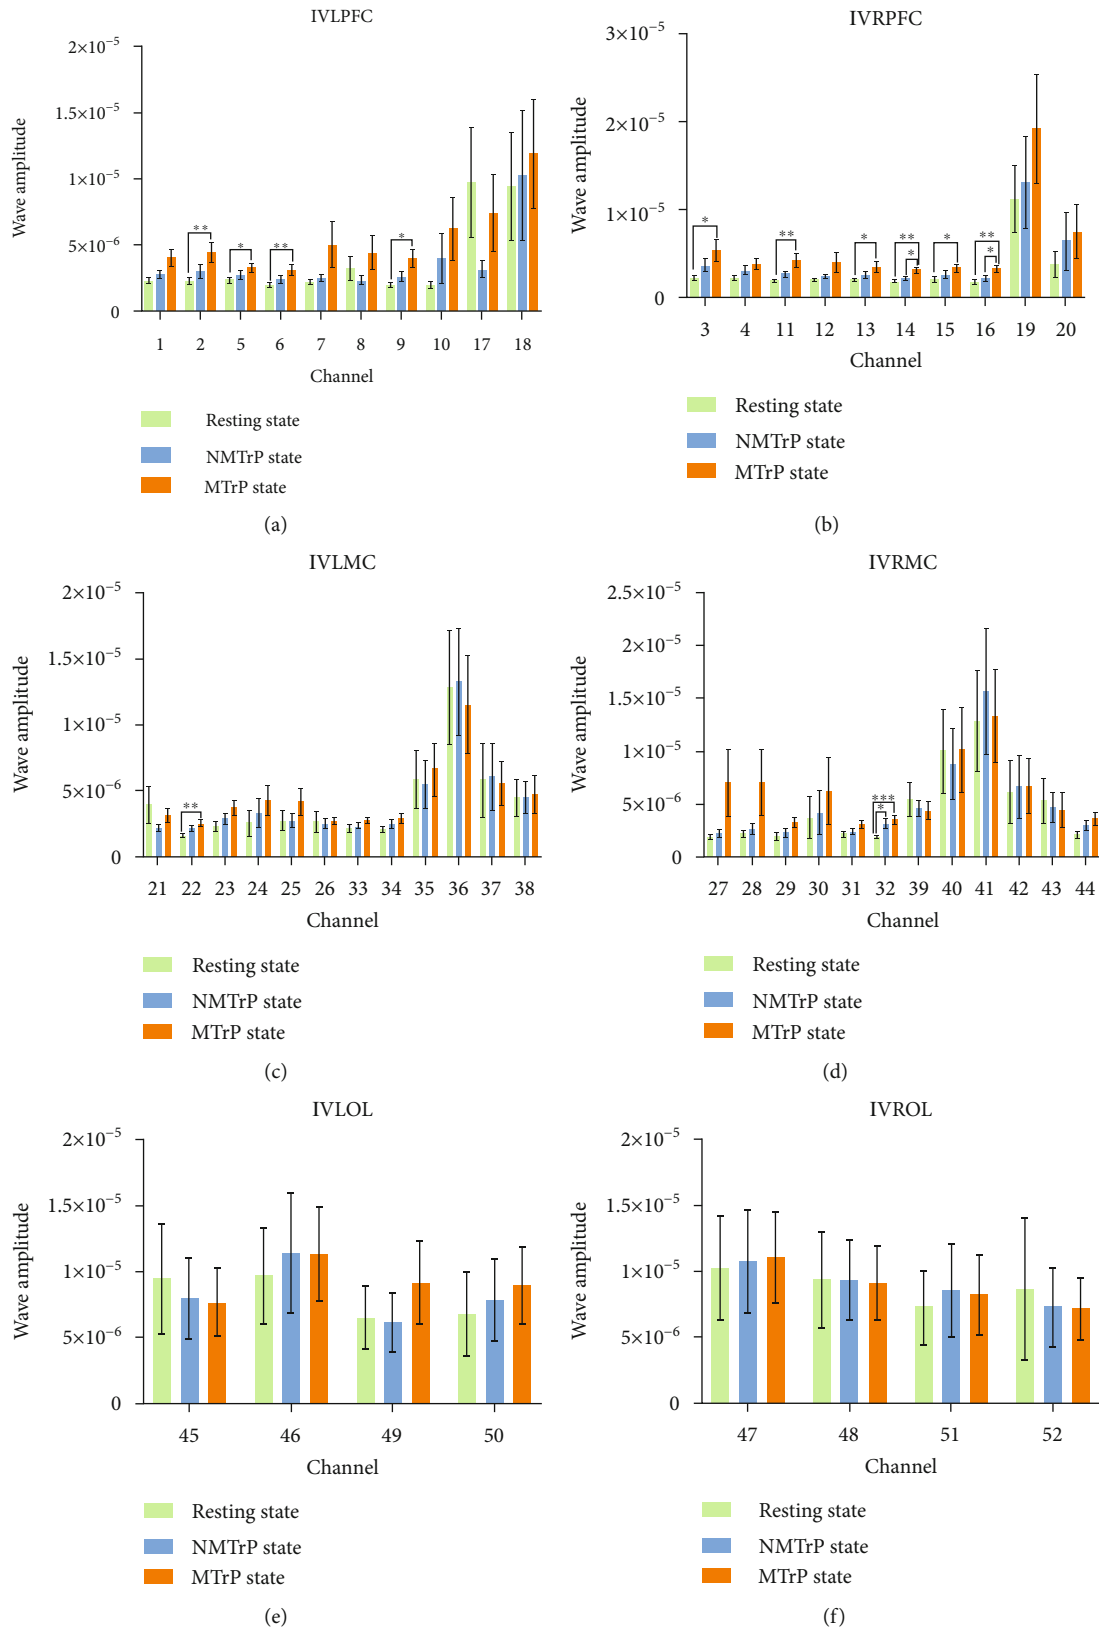 IVLPFC
Wave amplitude
2×10⁻⁵
1.5×10⁻⁵
1×10⁻⁵
5×10⁻⁶
0
** * ** *
1 2 5 6 7 8 9 10 17 18
Channel
Resting state
NMTrP state
MTrP state
(a)
IVRPFC
Wave amplitude
3×10⁻⁵
2×10⁻⁵
1×10⁻⁵
0
* ** * ** * * ** *
3 4 11 12 13 14 15 16 19 20
Channel
Resting state
NMTrP state
MTrP state
(b)
IVLMC
Wave amplitude
2×10⁻⁵
1.5×10⁻⁵
1×10⁻⁵
5×10⁻⁶
0
**
21 22 23 24 25 26 33 34 35 36 37 38
Channel
Resting state
NMTrP state
MTrP state
(c)
IVRMC
Wave amplitude
2.5×10⁻⁵
2×10⁻⁵
1.5×10⁻⁵
1×10⁻⁵
5×10⁻⁶
0
***
*
27 28 29 30 31 32 39 40 41 42 43 44
Channel
Resting state
NMTrP state
MTrP state
(d)
IVLOL
Wave amplitude
2×10⁻⁵
1.5×10⁻⁵
1×10⁻⁵
5×10⁻⁶
0
45 46 49 50
Channel
Resting state
NMTrP state
MTrP state
(e)
IVROL
Wave amplitude
2×10⁻⁵
1.5×10⁻⁵
1×10⁻⁵
5×10⁻⁶
0
47 48 51 52
Channel
Resting state
NMTrP state
MTrP state
(f)